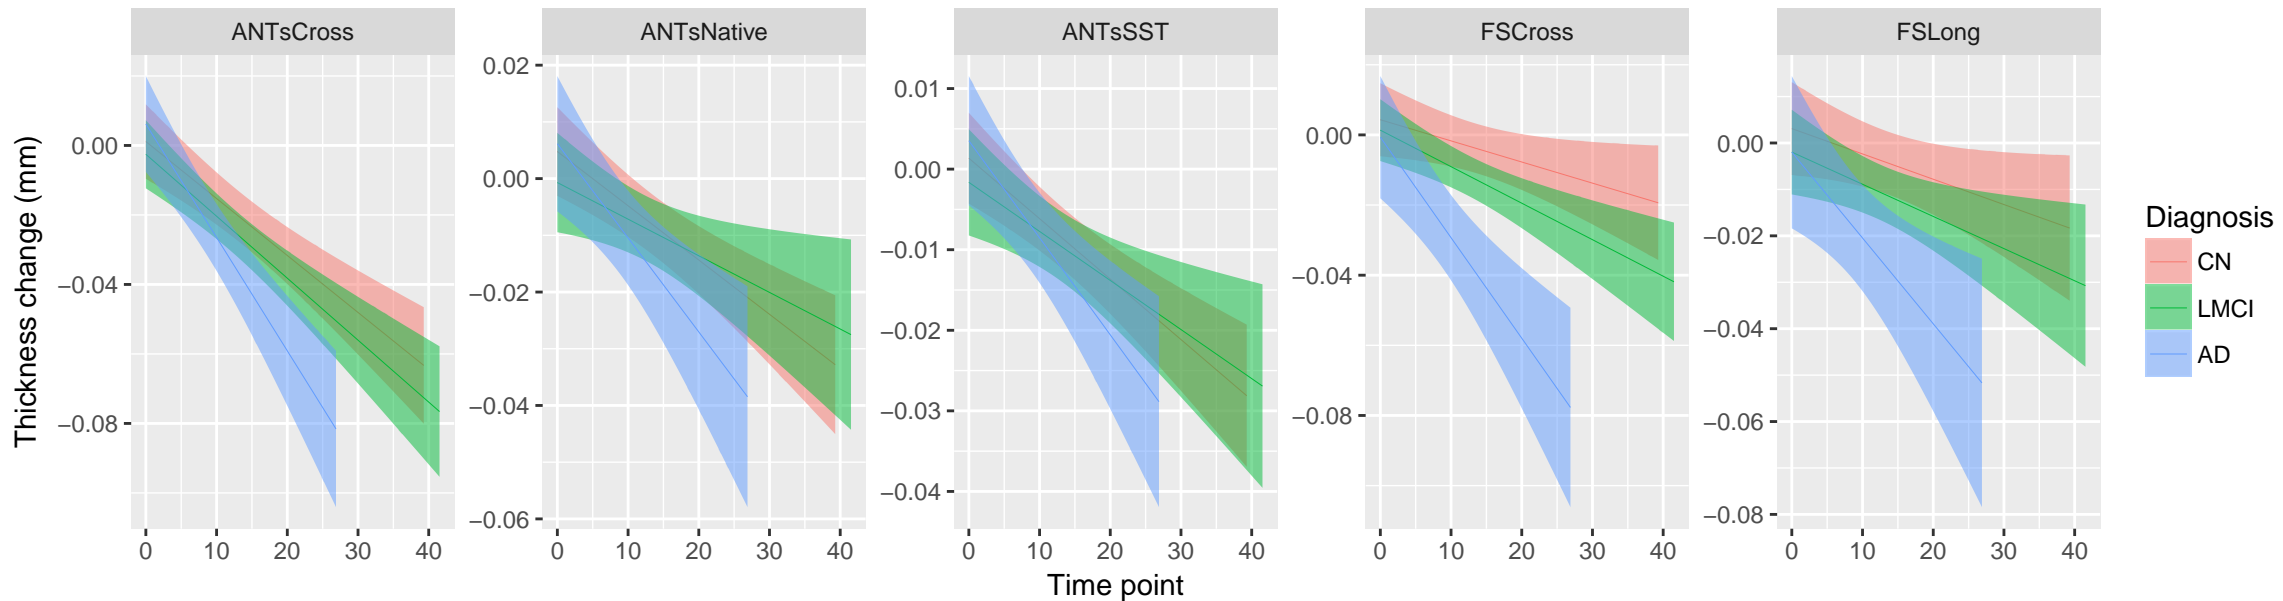 ANTsCross ANTsNative ANTsSST FSCross FSLong
Thickness change (mm)
0.00
−0.04
−0.08
0 10 20 30 40
0.02
0.00
−0.02
−0.04
−0.06
0 10 20 30 40
0.01
0.00
−0.01
−0.02
−0.03
−0.04
0 10 20 30 40
0.00
−0.04
−0.08
0 10 20 30 40
0.00
−0.02
−0.04
−0.06
−0.08
0 10 20 30 40
Time point
Diagnosis
CN
LMCI
AD